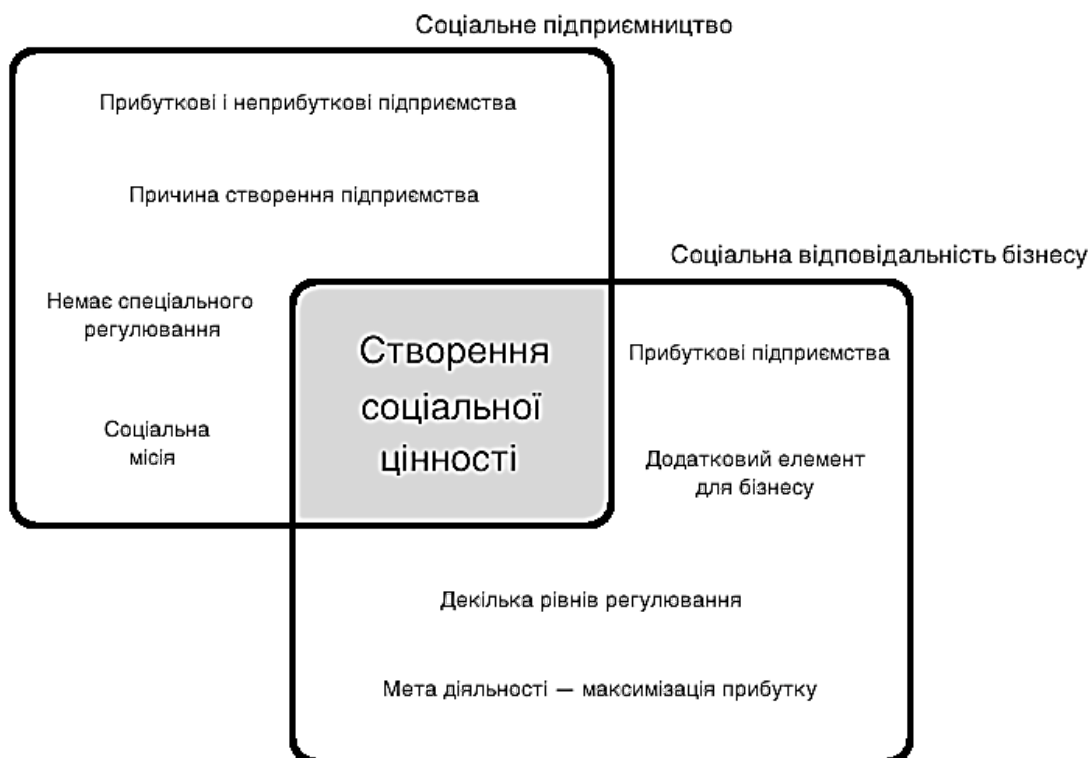 Соціальне підприємництво
Прибуткові і неприбуткові підприємства
Причина створення підприємства
Немає спеціального
регулювання
Соціальна
місія
Створення
соціальної
цінності
Соціальна відповідальність бізнесу
Прибуткові підприємства
Додатковий елемент
для бізнесу
Декілька рівнів регулювання
Мета діяльності — максимізація прибутку